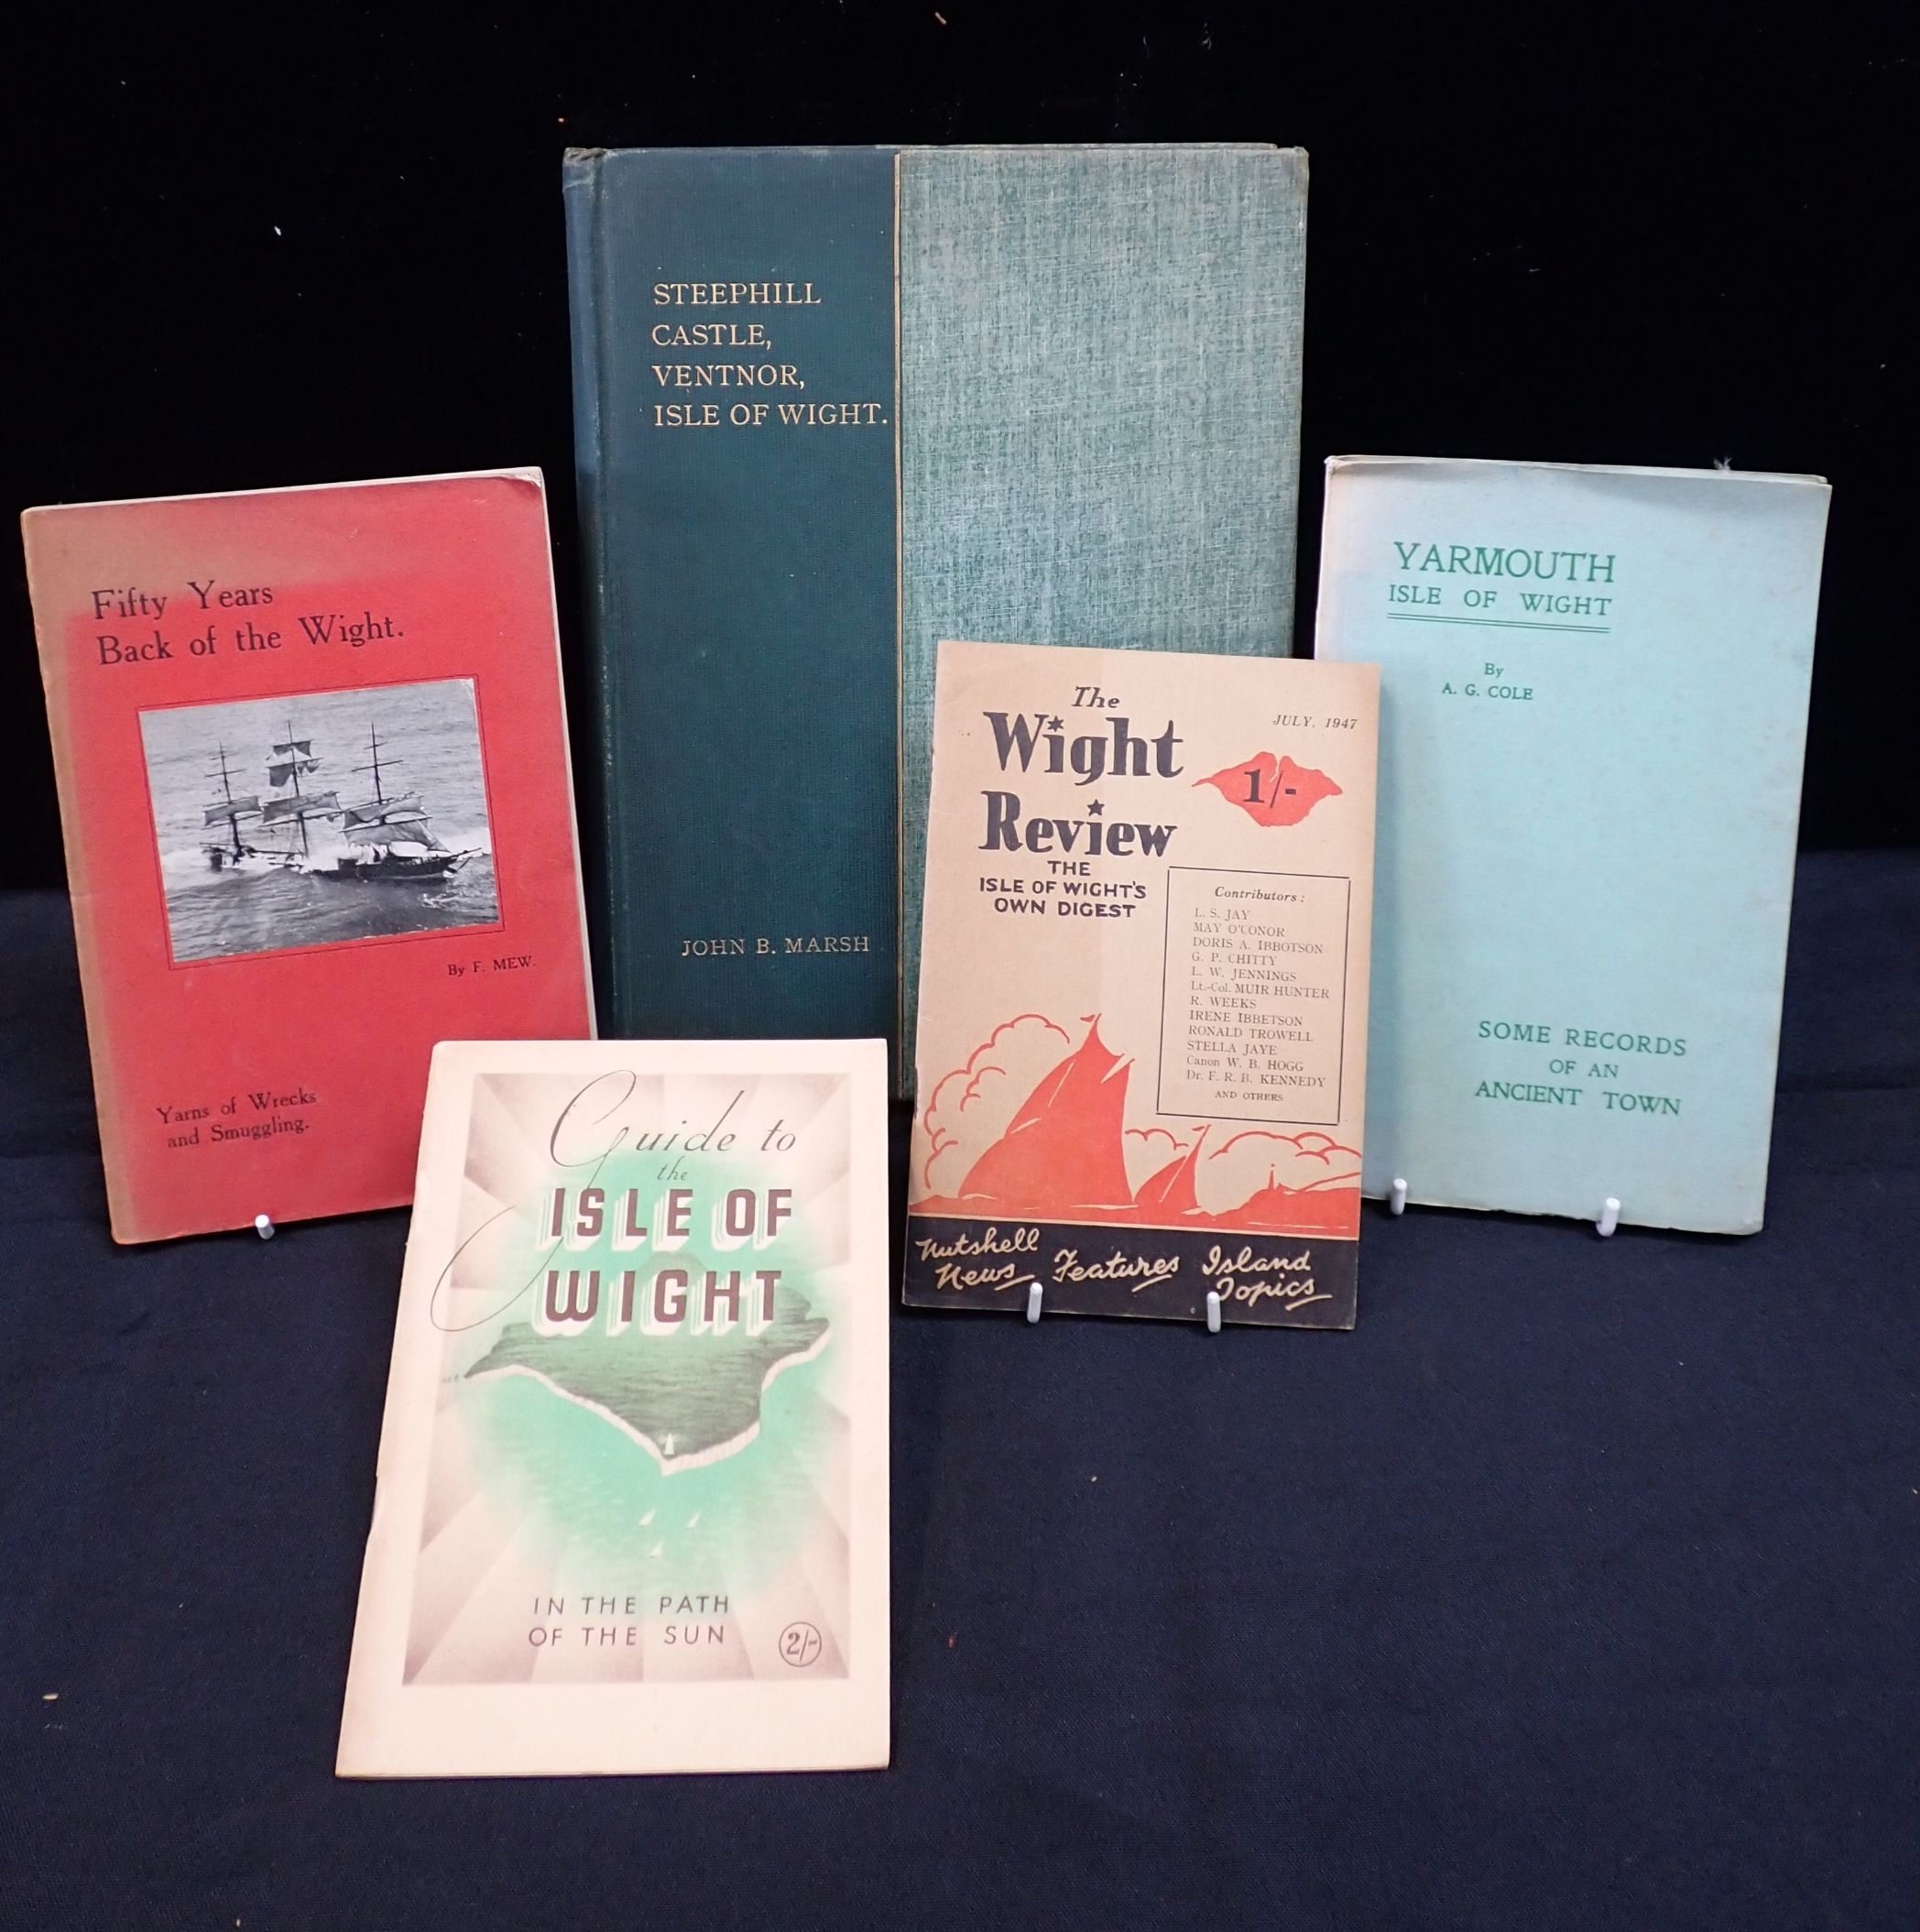 STEEPHILL
CASTLE,
VENTNOR,
ISLE OF WIGHT.
JOHN B. MARSH
Fifty Years
Back of the Wight.
By F. MEW.
Yarns of Wrecks
and Smuggling.
YARMOUTH
ISLE OF WIGHT
By
A. G. COLE
SOME RECORDS
OF AN
ANCIENT TOWN
The
Wight
Review
JULY. 1947
1/-
THE
ISLE OF WIGHT'S
OWN DIGEST
Contributors:
L. S. JAY
MAY O'CONOR
DORIS A. IBBOTSON
G. P. CHITTY
L. W. JENNINGS
Lt.-Col. MUIR HUNTER
R. WEEKS
IRENE IBBETSON
RONALD TROWELL
STELLA JAYE
Canon W. B. HOGG
Dr. F. R. B. KENNEDY
AND OTHERS
Nutshell
News
Features
Island
Topics
Guide to
the
ISLE OF
WIGHT
IN THE PATH
OF THE SUN
2/-